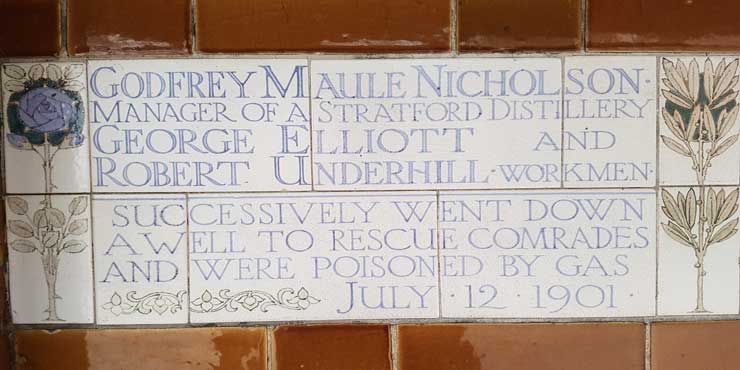 GODFREY MAULE NICHOLSON·
MANAGER OF A STRATFORD DISTILLERY
GEORGE ELLIOTT AND
ROBERT UNDERHILL·WORKMEN·
SUCCESSIVELY WENT DOWN
A WELL TO RESCUE COMRADES
AND WERE POISONED BY GAS
JULY·12·1901